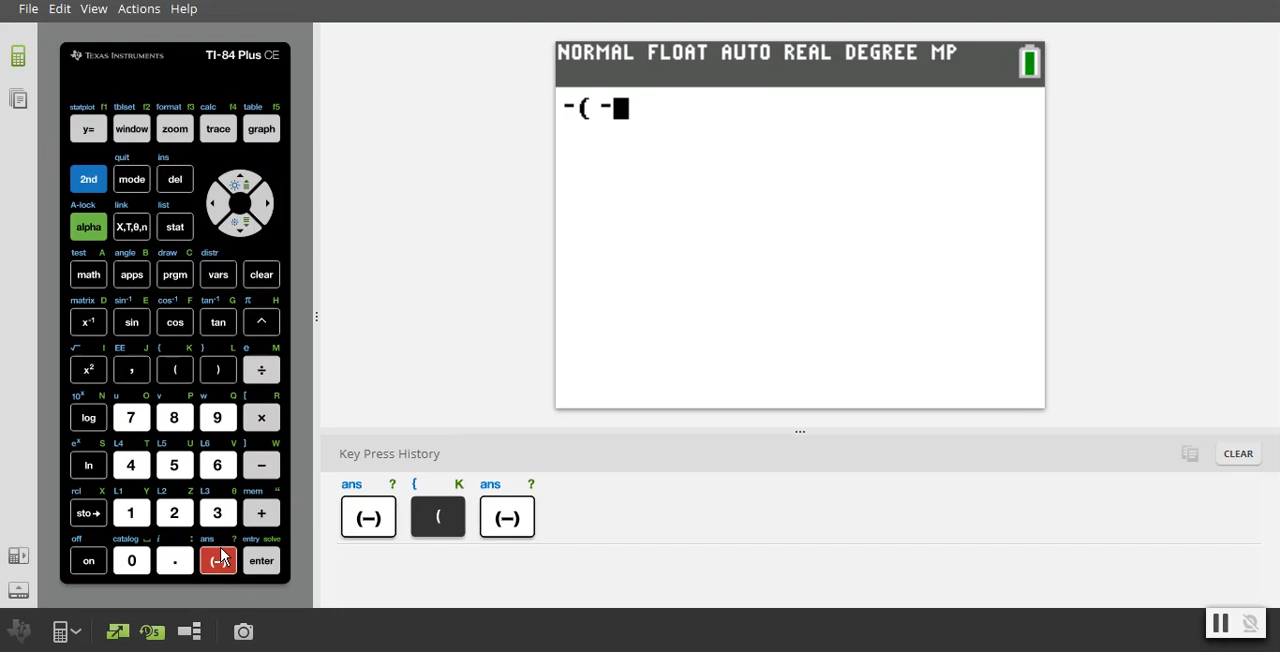 File Edit View Actions Help
TEXAS INSTRUMENTS TI-84 Plus CE
NORMAL FLOAT AUTO REAL DEGREE MP
-( -
statplot f1 tblset f2 format f3 calc f4 table f5
y= window zoom trace graph
quit ins
2nd mode del
A-lock link list
alpha X,T,θ,n stat
test A angle B draw C distr
math apps prgm vars clear
matrix D sin⁻¹ E cos⁻¹ F tan⁻¹ G π H
x⁻¹ sin cos tan ^
√ I EE J { K } L e M
x² , ( ) ÷
10ˣ N u O v P w Q [ R
log 7 8 9 ×
eˣ S L4 T L5 U L6 V ] W
ln 4 5 6 −
rcl X L1 Y L2 Z L3 θ mem "
sto→ 1 2 3 +
off catalog ⎵ i : ans ? entry solve
on 0 . (−) enter
Key Press History CLEAR
ans ? { K ans ?
(−) ( (−)